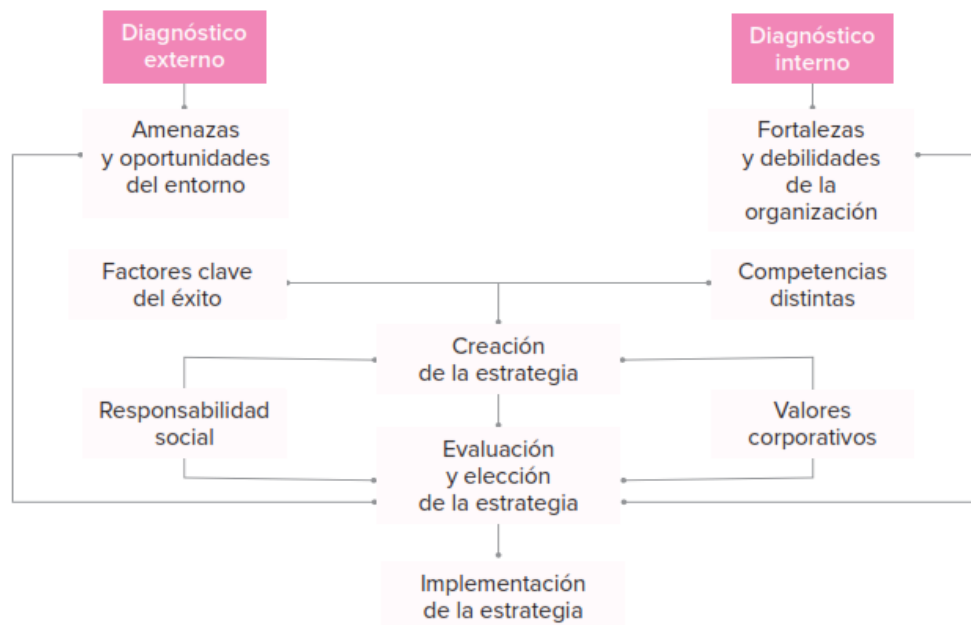 Diagnóstico
externo
Diagnóstico
interno
Amenazas
y oportunidades
del entorno
Fortalezas
y debilidades
de la
organización
Factores clave
del éxito
Competencias
distintas
Creación
de la estrategia
Responsabilidad
social
Valores
corporativos
Evaluación
y elección
de la estrategia
Implementación
de la estrategia